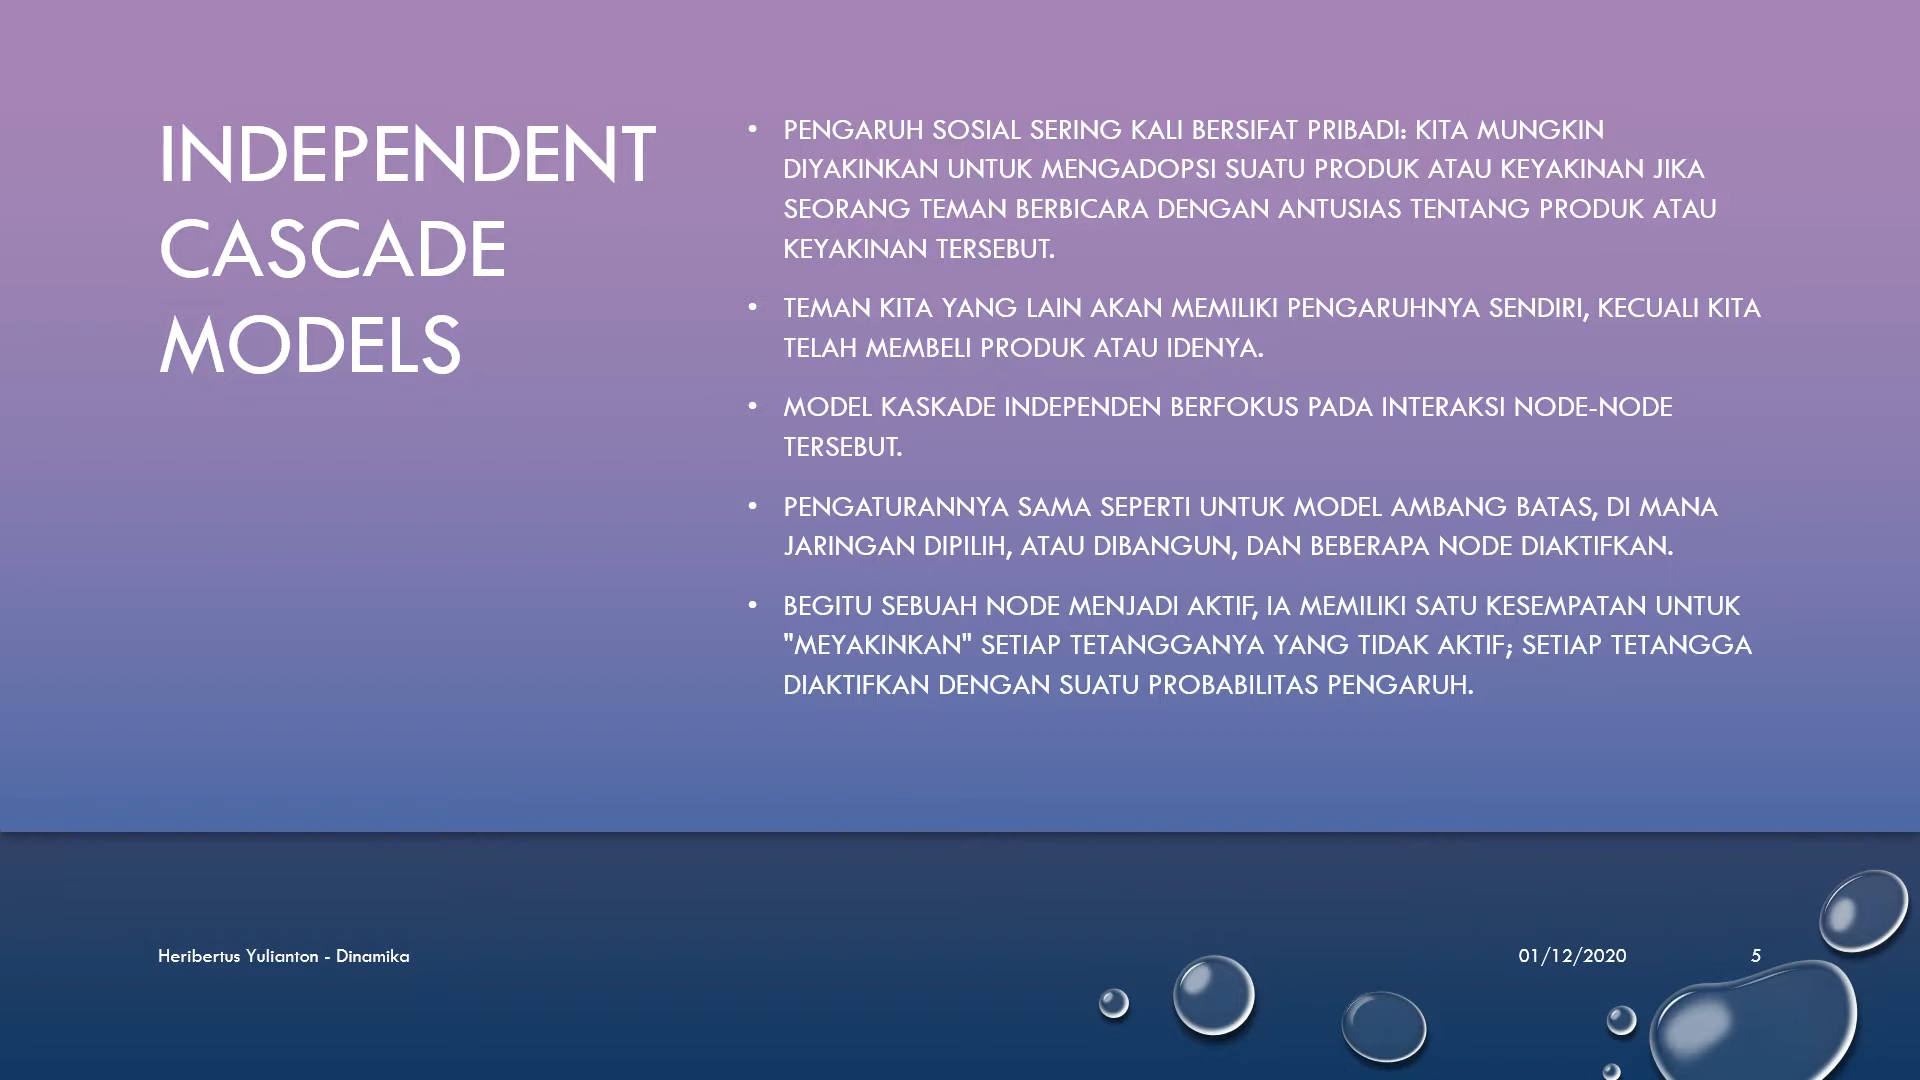 INDEPENDENT
CASCADE
MODELS
• PENGARUH SOSIAL SERING KALI BERSIFAT PRIBADI: KITA MUNGKIN
DIYAKINKAN UNTUK MENGADOPSI SUATU PRODUK ATAU KEYAKINAN JIKA
SEORANG TEMAN BERBICARA DENGAN ANTUSIAS TENTANG PRODUK ATAU
KEYAKINAN TERSEBUT.
• TEMAN KITA YANG LAIN AKAN MEMILIKI PENGARUHNYA SENDIRI, KECUALI KITA
TELAH MEMBELI PRODUK ATAU IDENYA.
• MODEL KASKADE INDEPENDEN BERFOKUS PADA INTERAKSI NODE-NODE
TERSEBUT.
• PENGATURANNYA SAMA SEPERTI UNTUK MODEL AMBANG BATAS, DI MANA
JARINGAN DIPILIH, ATAU DIBANGUN, DAN BEBERAPA NODE DIAKTIFKAN.
• BEGITU SEBUAH NODE MENJADI AKTIF, IA MEMILIKI SATU KESEMPATAN UNTUK
"MEYAKINKAN" SETIAP TETANGGANYA YANG TIDAK AKTIF; SETIAP TETANGGA
DIAKTIFKAN DENGAN SUATU PROBABILITAS PENGARUH.
Heribertus Yulianton - Dinamika
01/12/2020
5